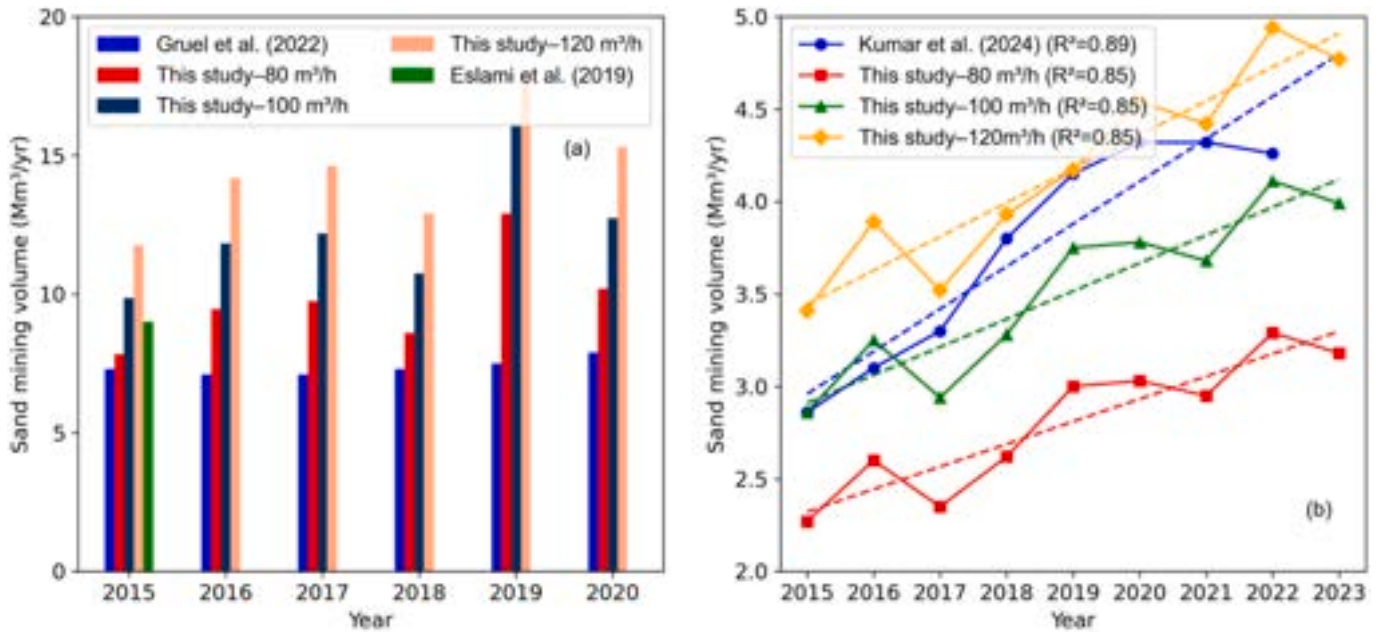 20
15
10
5
0
Sand mining volume (Mm³/yr)
Gruel et al. (2022)
This study–80 m³/h
This study–100 m³/h
This study–120 m³/h
Eslami et al. (2019)
(a)
2015 2016 2017 2018 2019 2020
Year
5.0
4.5
4.0
3.5
3.0
2.5
2.0
Sand mining volume (Mm³/yr)
Kumar et al. (2024) (R²=0.89)
This study–80 m³/h (R²=0.85)
This study–100 m³/h (R²=0.85)
This study–120m³/h (R²=0.85)
(b)
2015 2016 2017 2018 2019 2020 2021 2022 2023
Year